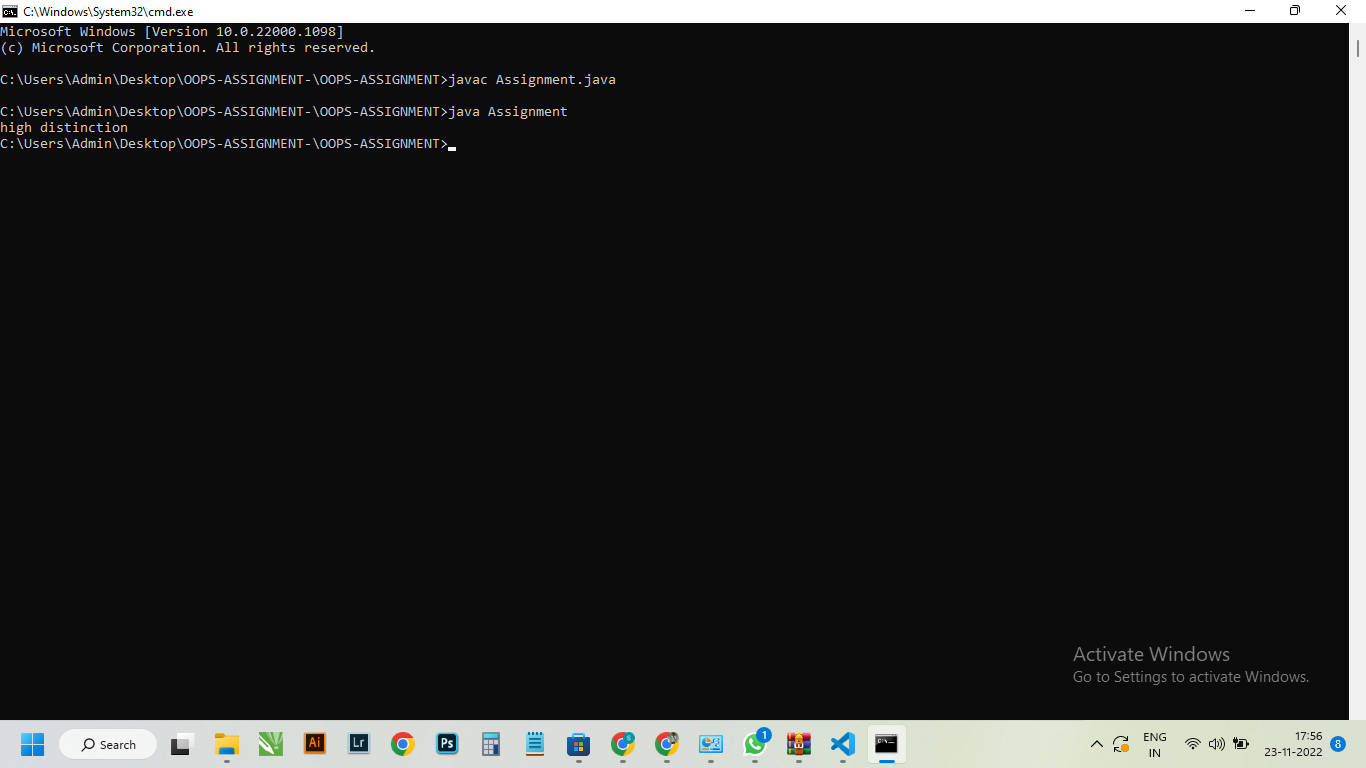 C:\Windows\System32\cmd.exe
Microsoft Windows [Version 10.0.22000.1098]
(c) Microsoft Corporation. All rights reserved.
C:\Users\Admin\Desktop\OOPS-ASSIGNMENT-\OOPS-ASSIGNMENT>javac Assignment.java
C:\Users\Admin\Desktop\OOPS-ASSIGNMENT-\OOPS-ASSIGNMENT>java Assignment
high distinction
C:\Users\Admin\Desktop\OOPS-ASSIGNMENT-\OOPS-ASSIGNMENT>
Activate Windows
Go to Settings to activate Windows.
Search
Ai
Lr
Ps
1
ENG
IN
17:56
23-11-2022
8